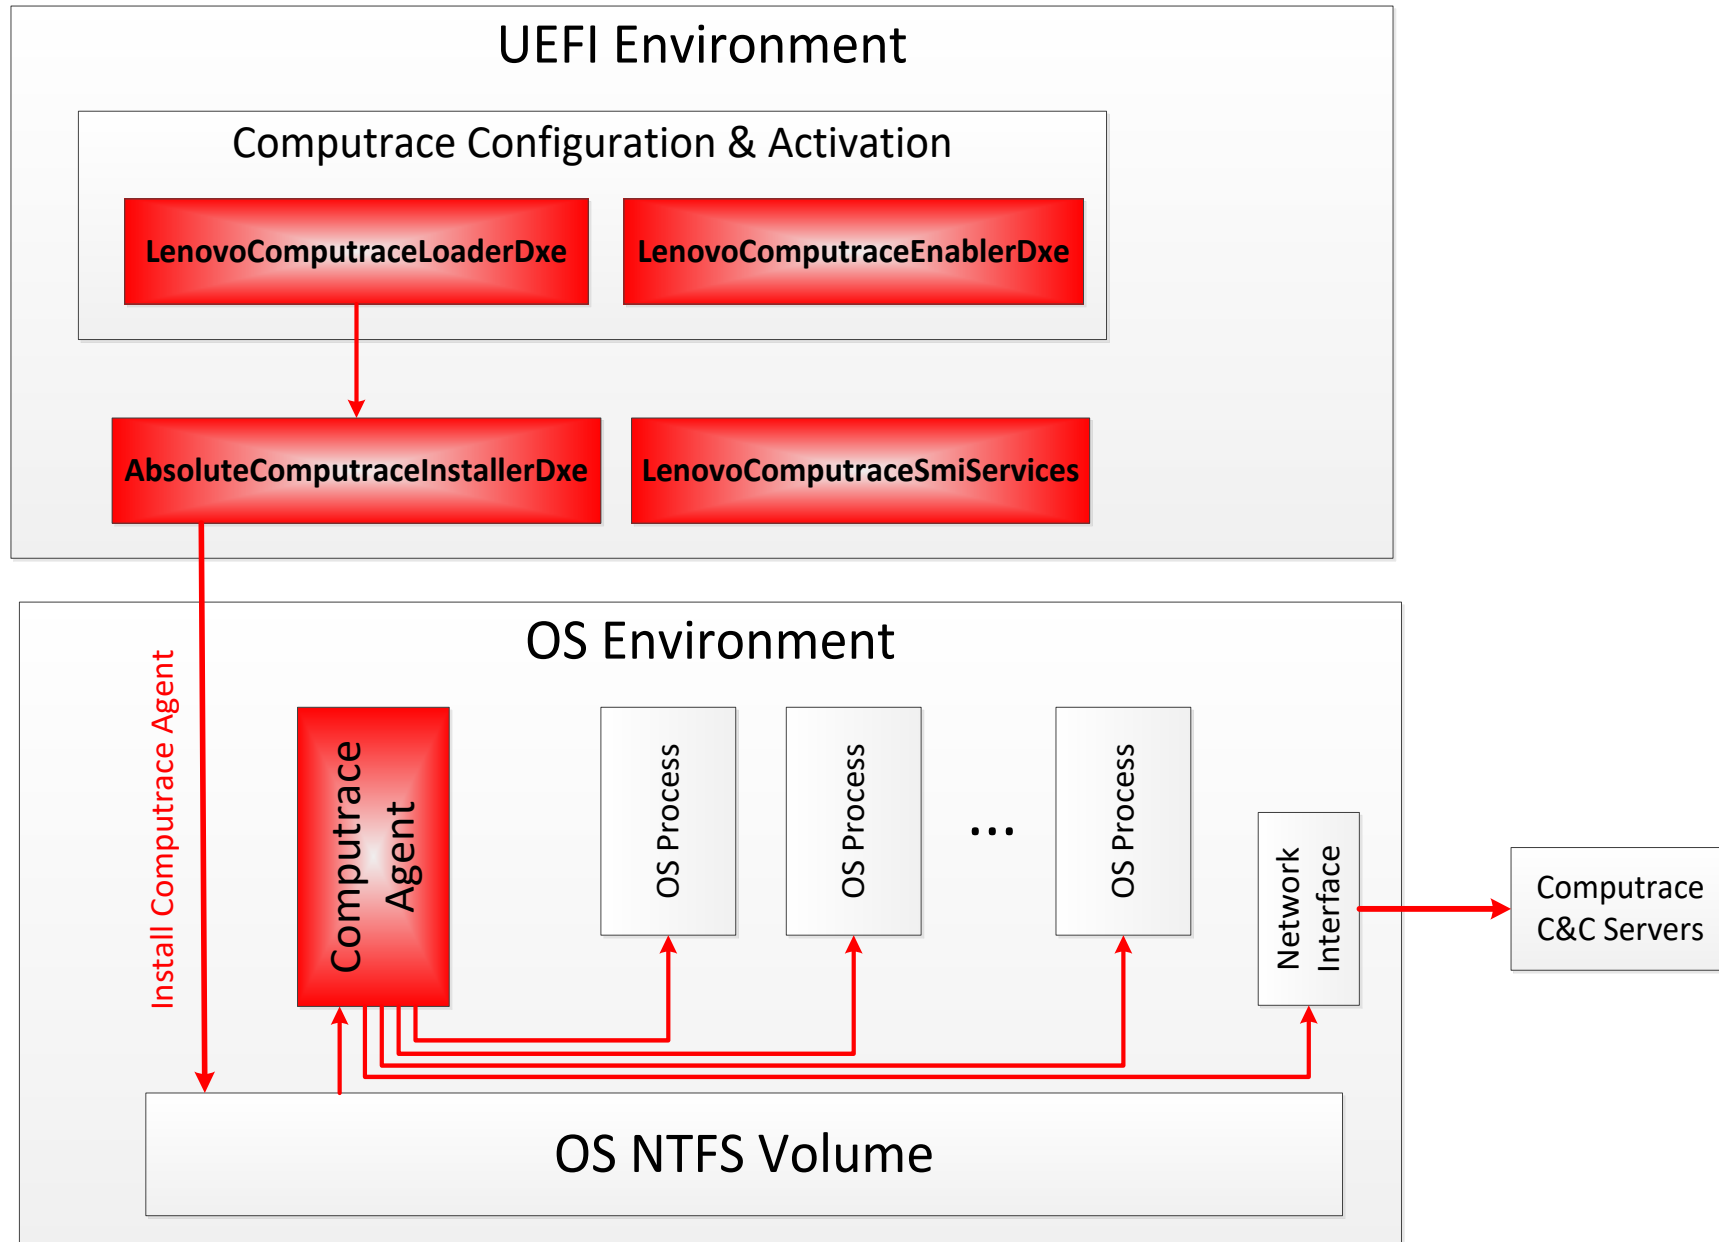 UEFI Environment
Computrace Configuration & Activation
LenovoComputraceLoaderDxe
LenovoComputraceEnablerDxe
AbsoluteComputraceInstallerDxe
LenovoComputraceSmiServices
OS Environment
Install Computrace Agent
Computrace
Agent
OS Process
OS Process
...
OS Process
Network
Interface
Computrace
C&C Servers
OS NTFS Volume